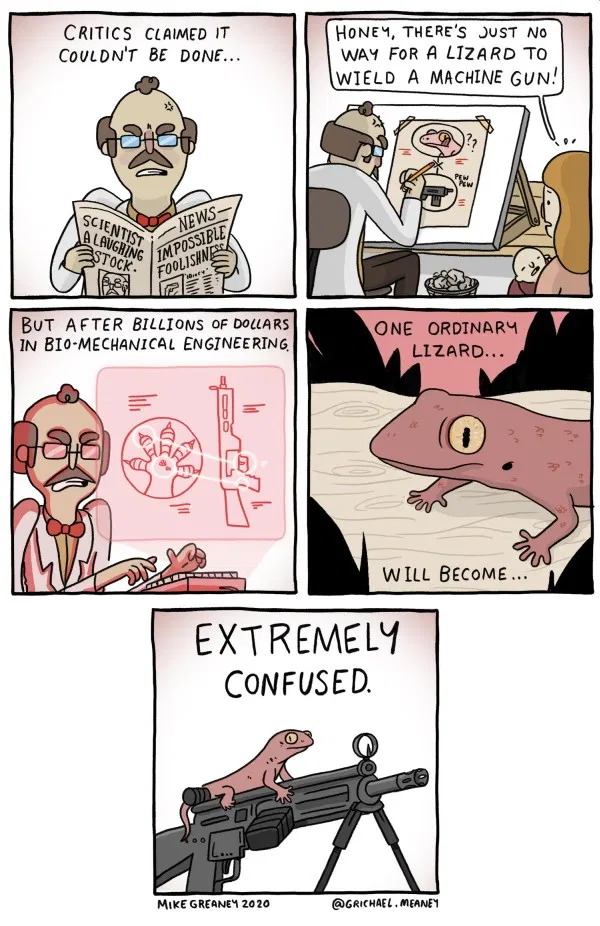 CRITICS CLAIMED IT
COULDN'T BE DONE...
SCIENTIST
A LAUGHING
STOCK.
NEWS-
IMPOSSIBLE
FOOLISHNESS
HONEY, THERE'S JUST NO
WAY FOR A LIZARD TO
WIELD A MACHINE GUN!
??
PEW
PEW
BUT AFTER BILLIONS OF DOLLARS
IN BIO-MECHANICAL ENGINEERING,
ONE ORDINARY
LIZARD...
WILL BECOME...
EXTREMELY
CONFUSED.
MIKE GREANEY 2020
@GRICHAEL.MEANEY